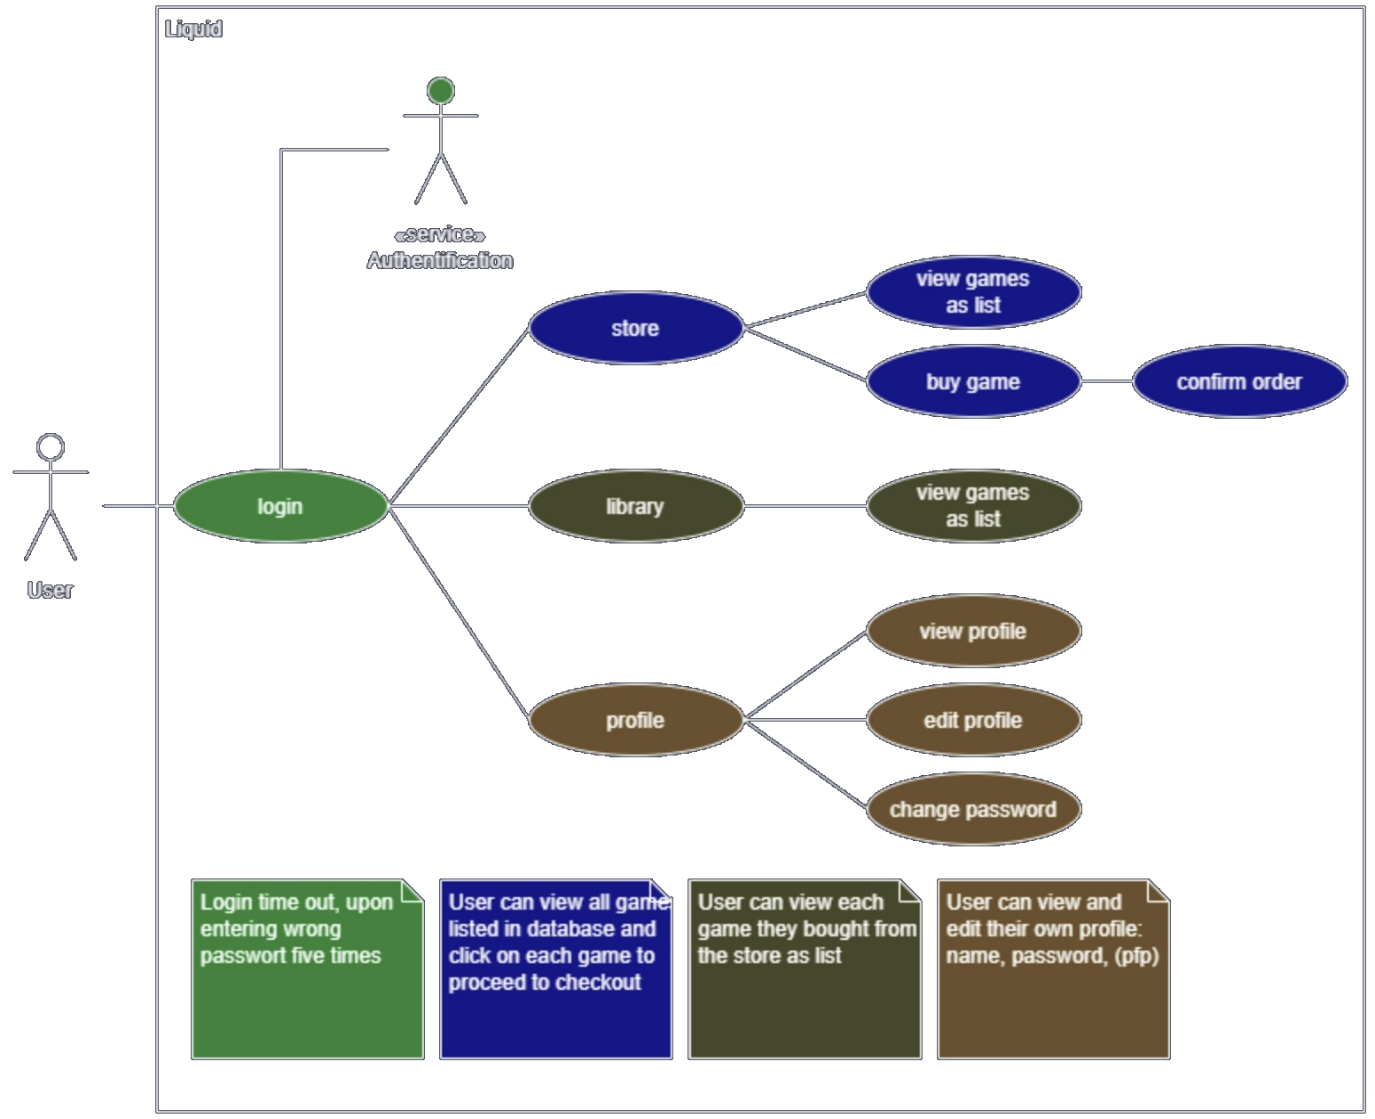 Liquid
«service»
Authentification
view games
as list
store
buy game
confirm order
User
login
library
view games
as list
view profile
profile
edit profile
change password
Login time out, upon
entering wrong
passwort five times
User can view all game
listed in database and
click on each game to
proceed to checkout
User can view each
game they bought from
the store as list
User can view and
edit their own profile:
name, password, (pfp)